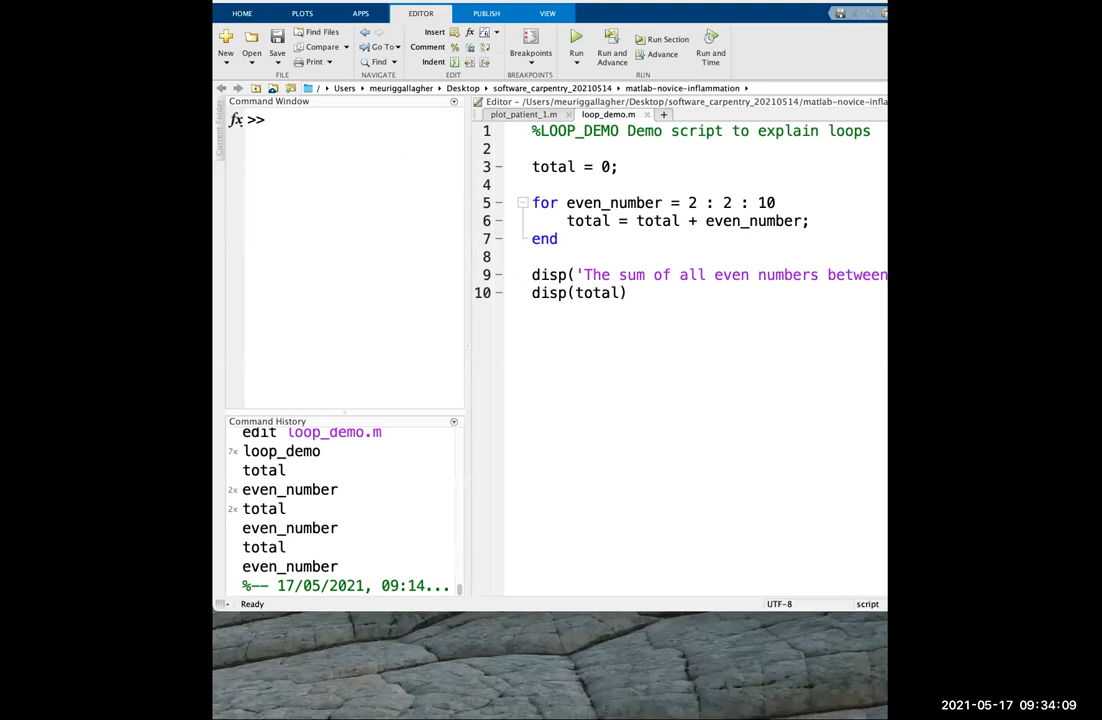 HOME PLOTS APPS EDITOR PUBLISH VIEW
New Open Save Find Files Compare Print Go To Find Insert fx Comment % Indent Breakpoints Run Run and Advance Run Section Advance Run and Time
FILE NAVIGATE EDIT BREAKPOINTS RUN
/ Users meuriggallagher Desktop software_carpentry_20210514 matlab-novice-inflammation
Current Folder
Command Window
fx >>
Editor - /Users/meuriggallagher/Desktop/software_carpentry_20210514/matlab-novice-infla
plot_patient_1.m loop_demo.m +
1 %LOOP_DEMO Demo script to explain loops
2
3 total = 0;
4
5 for even_number = 2 : 2 : 10
6 total = total + even_number;
7 end
8
9 disp('The sum of all even numbers between
10 disp(total)
Command History
edit loop_demo.m
7x loop_demo
total
2x even_number
2x total
even_number
total
even_number
%-- 17/05/2021, 09:14...
Ready UTF-8 script
2021-05-17 09:34:09